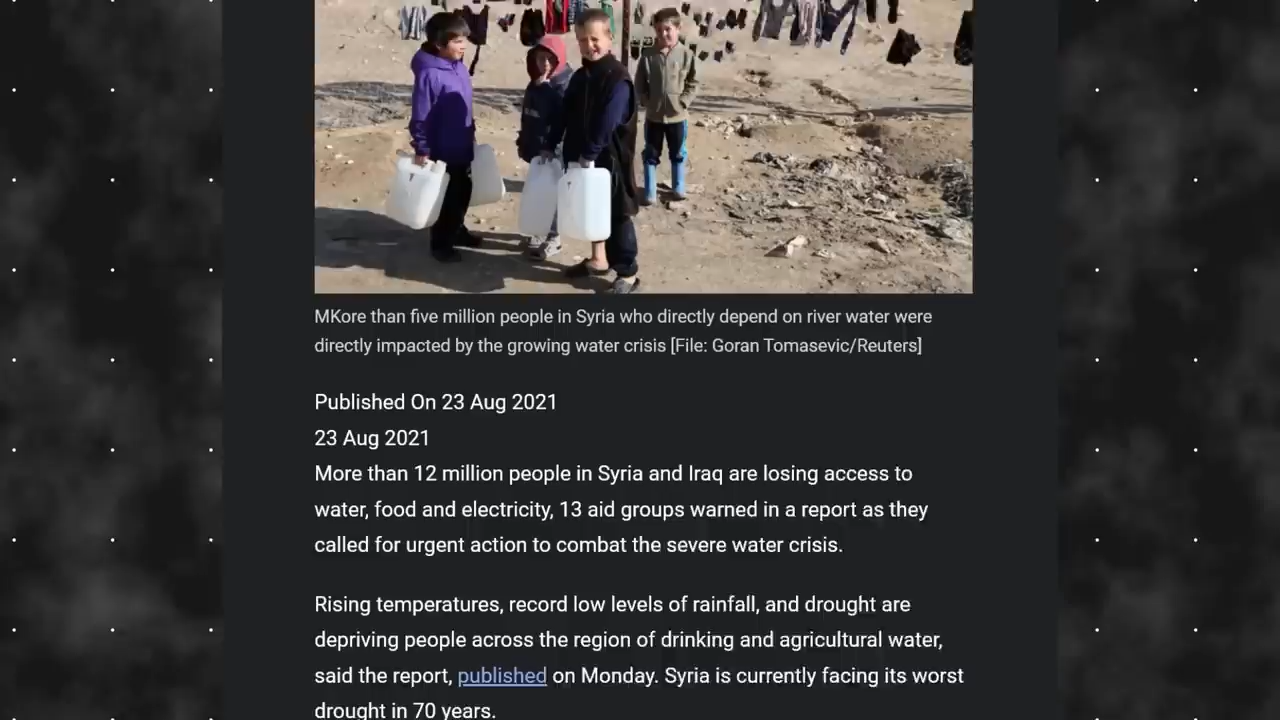 MKore than five million people in Syria who directly depend on river water were
directly impacted by the growing water crisis [File: Goran Tomasevic/Reuters]
Published On 23 Aug 2021
23 Aug 2021
More than 12 million people in Syria and Iraq are losing access to
water, food and electricity, 13 aid groups warned in a report as they
called for urgent action to combat the severe water crisis.
Rising temperatures, record low levels of rainfall, and drought are
depriving people across the region of drinking and agricultural water,
said the report, published on Monday. Syria is currently facing its worst
drought in 70 years.